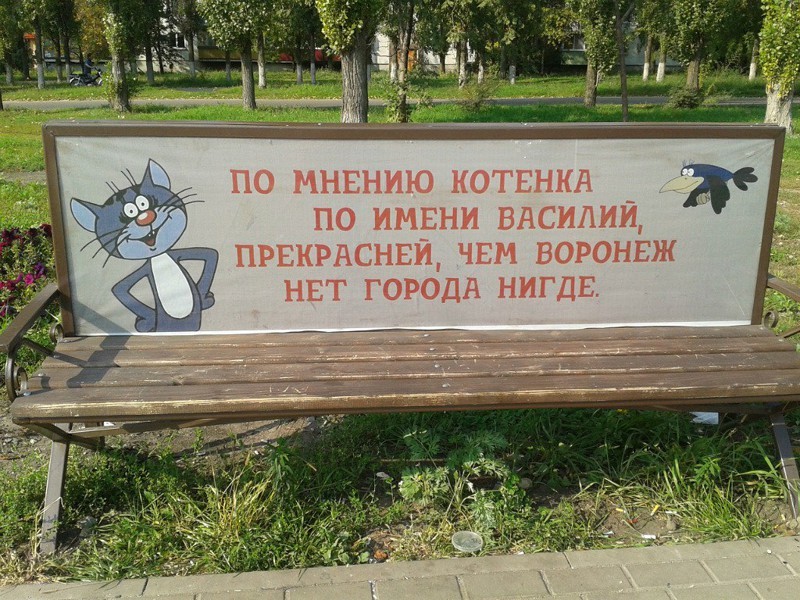 ПО МНЕНИЮ КОТЕНКА
ПО ИМЕНИ ВАСИЛИЙ,
ПРЕКРАСНЕЙ, ЧЕМ ВОРОНЕЖ
НЕТ ГОРОДА НИГДЕ.